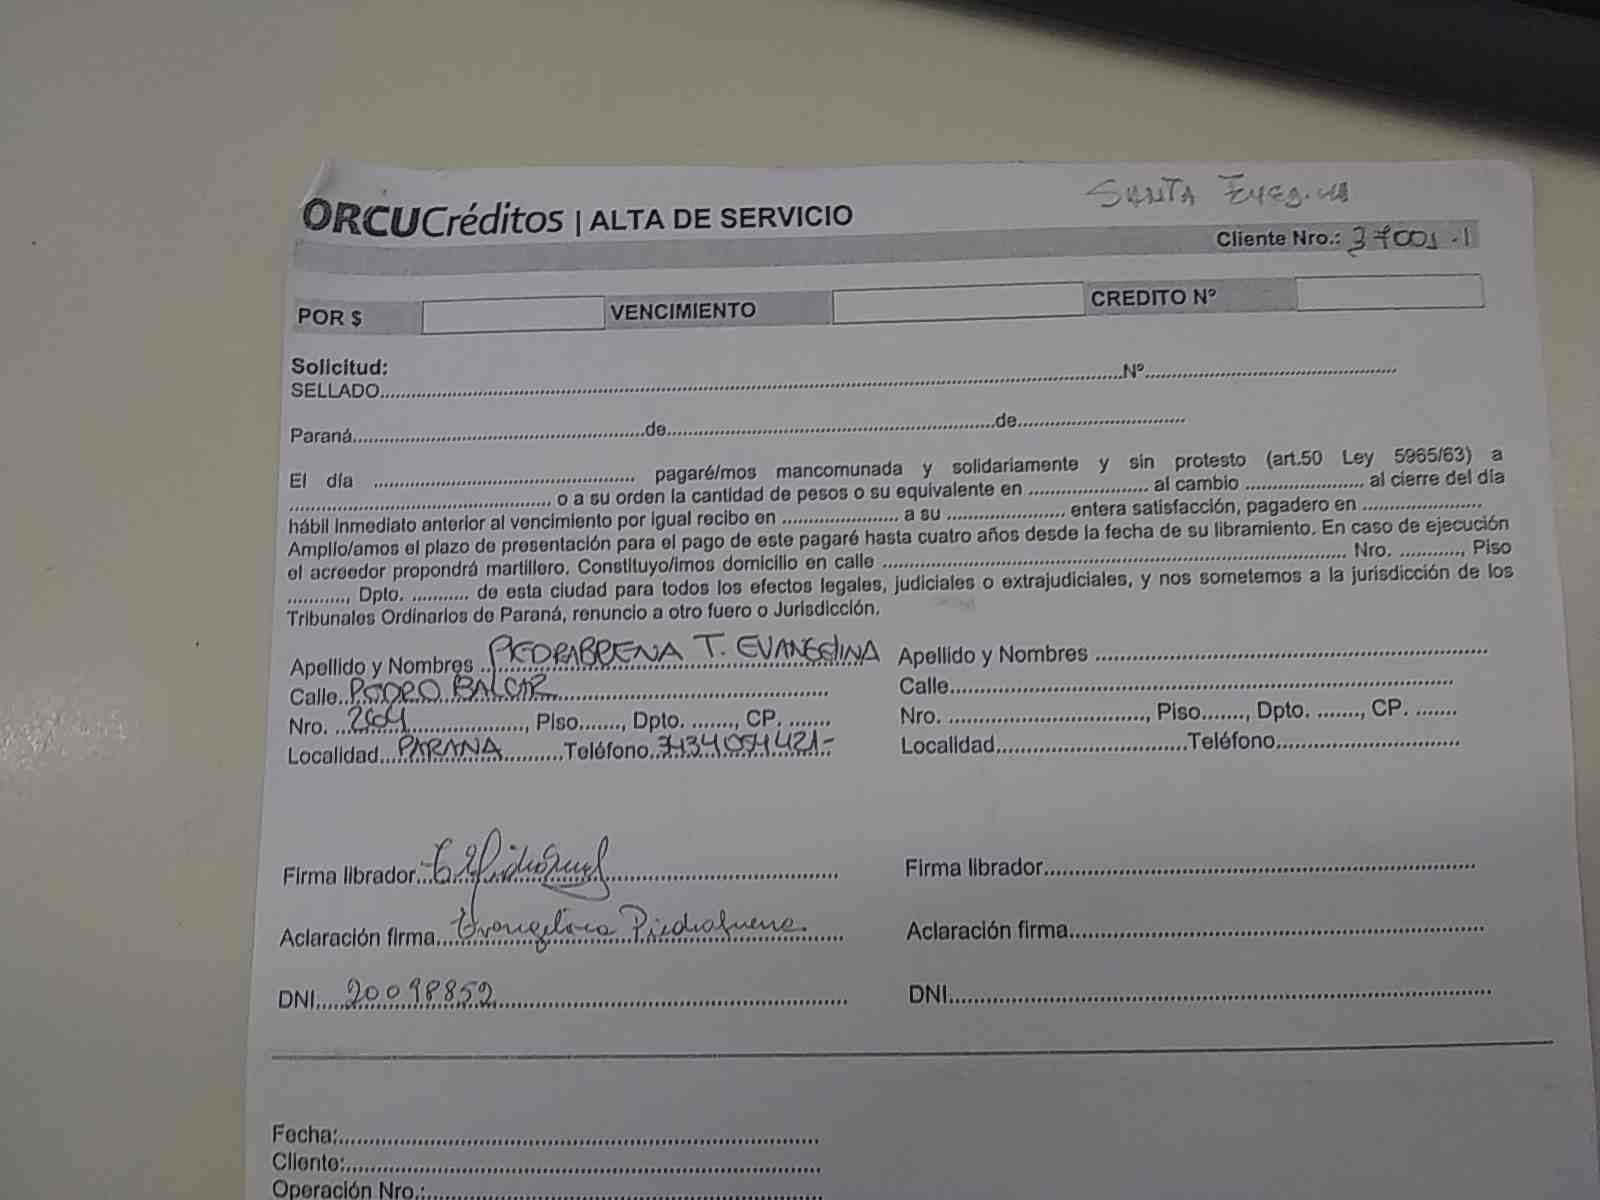 SANTA
ORCUCréditos | ALTA DE SERVICIO
Cliente Nro.: 37001-1
POR $ VENCIMIENTO CREDITO Nº
Solicitud:
SELLADO....................Nº....................
Paraná....................de....................de....................
El día .................... pagaré/mos mancomunada y solidariamente y sin protesto (art.50 Ley 5965/63) a
...................., o a su orden la cantidad de pesos o su equivalente en .................... al cambio .................... al cierre del día
hábil inmediato anterior al vencimiento por igual recibo en .................... a su .................... entera satisfacción, pagadero en ....................
Amplio/amos el plazo de presentación para el pago de este pagaré hasta cuatro años desde la fecha de su libramiento. En caso de ejecución
el acreedor propondrá martillero. Constituyo/imos domicilio en calle .................... Nro. ..........., Piso
..........., Dpto. ........... de esta ciudad para todos los efectos legales, judiciales o extrajudiciales, y nos sometemos a la jurisdicción de los
Tribunales Ordinarios de Paraná, renuncio a otro fuero o Jurisdicción.
Apellido y Nombres PIEDRABUENA T. EVANGELINA
Calle..PEDRO BALCAR....................
Nro. ...2604...................., Piso......., Dpto. ......., CP. .......
Localidad...PARANA..........Teléfono.3434071421-
Apellido y Nombres ....................
Calle....................
Nro. ...................., Piso......., Dpto. ......., CP. .......
Localidad....................Teléfono....................
Firma librador....................
Aclaración firma...Evangelina Piedrabuena.
DNI.....20098852....................
Firma librador....................
Aclaración firma....................
DNI....................
Fecha:....................
Cliente:....................
Operación Nro.:....................